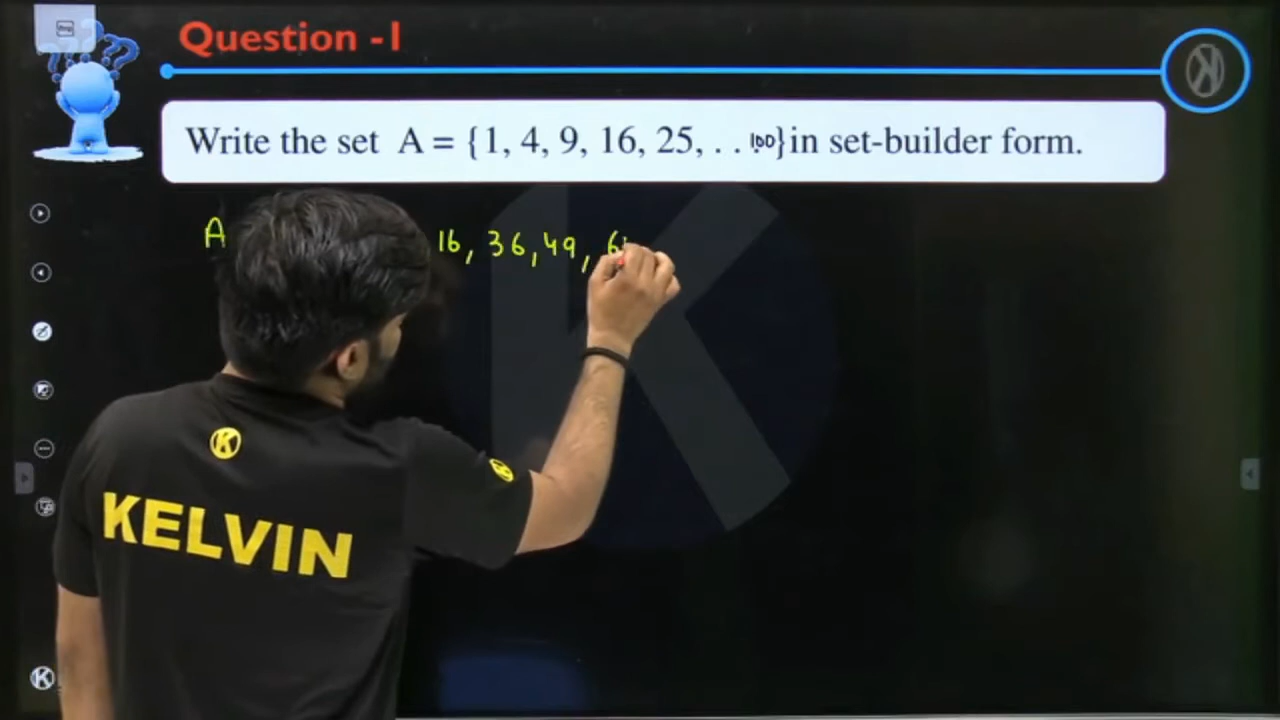 Question -1
Write the set A = {1, 4, 9, 16, 25, . . 100} in set-builder form.
A 16, 36, 49, 6
KELVIN